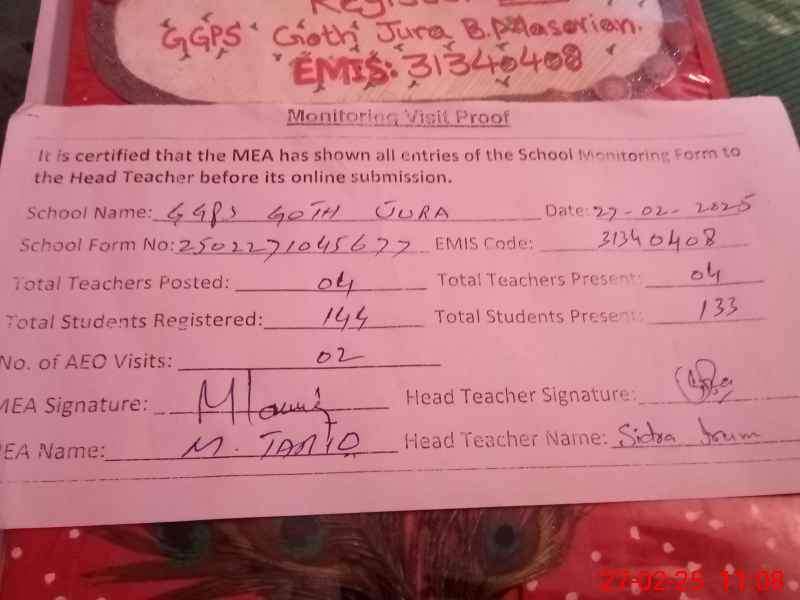 GGPS Goth Jura B.P Hasorian.
EMIS: 31340408
Monitoring Visit Proof
It is certified that the MEA has shown all entries of the School Monitoring Form to
the Head Teacher before its online submission.
School Name: GGPS GOTH JURA Date: 27-02-2025
School Form No: 2502271045677 EMIS Code: 31340408
Total Teachers Posted: 04 Total Teachers Present: 04
Total Students Registered: 144 Total Students Present: 133
No. of AEO Visits: 02
MEA Signature: Head Teacher Signature:
EA Name: M. TARIQ Head Teacher Name: Sidra
27-02-25 11:08